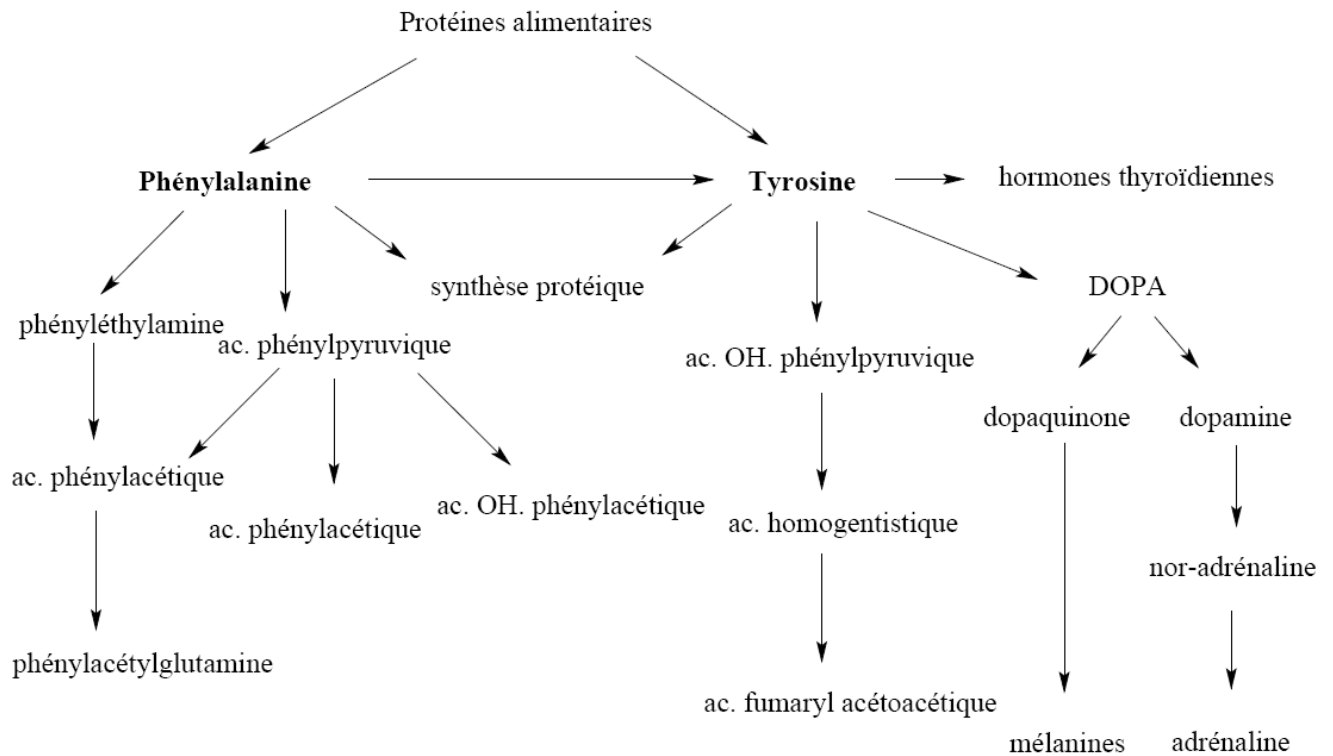 Protéines alimentaires
Phénylalanine
Tyrosine
hormones thyroïdiennes
synthèse protéique
DOPA
phényléthylamine
ac. phénylpyruvique
ac. OH. phénylpyruvique
dopaquinone
dopamine
ac. phénylacétique
ac. phénylacétique
ac. OH. phénylacétique
ac. homogentistique
nor-adrénaline
phénylacétylglutamine
ac. fumaryl acétoacétique
mélanines
adrénaline